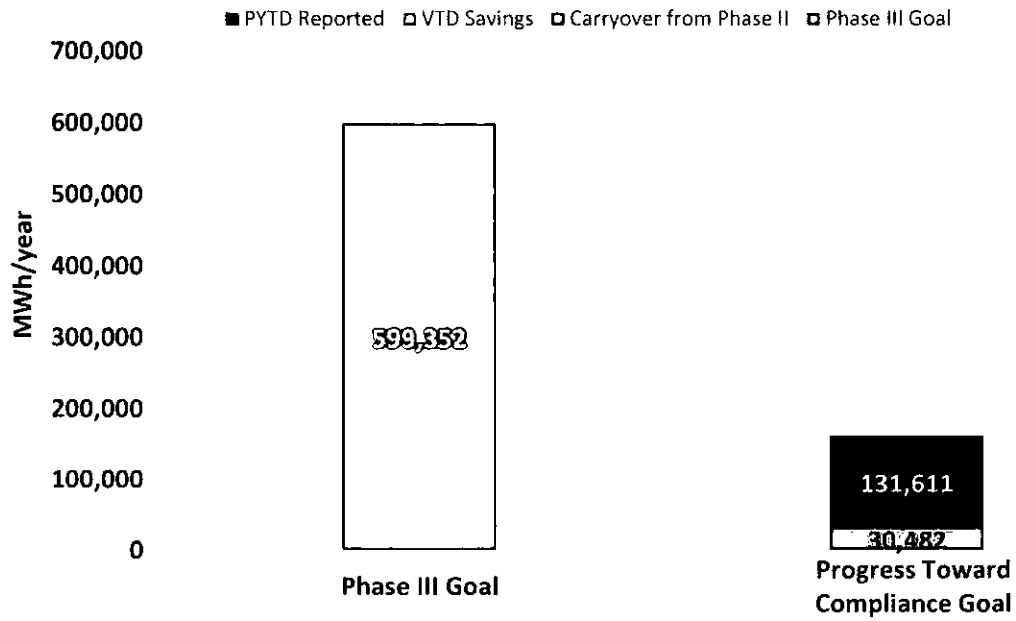 PYTD Reported VTD Savings Carryover from Phase II Phase III Goal
700,000
600,000
500,000
400,000
300,000
200,000
100,000
0
MWh/year
599,352
131,611
30,482
Phase III Goal
Progress Toward
Compliance Goal